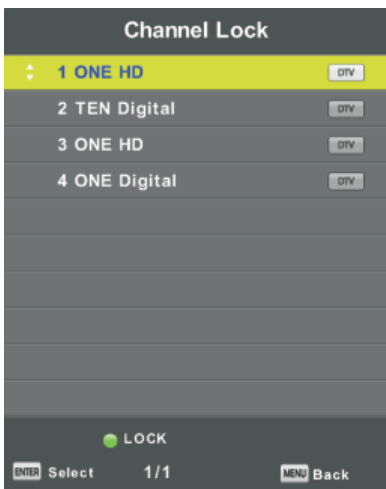 Channel Lock
1 ONE HD DTV
2 TEN Digital DTV
3 ONE HD DTV
4 ONE Digital DTV
LOCK
ENTER Select 1/1 MENU Back